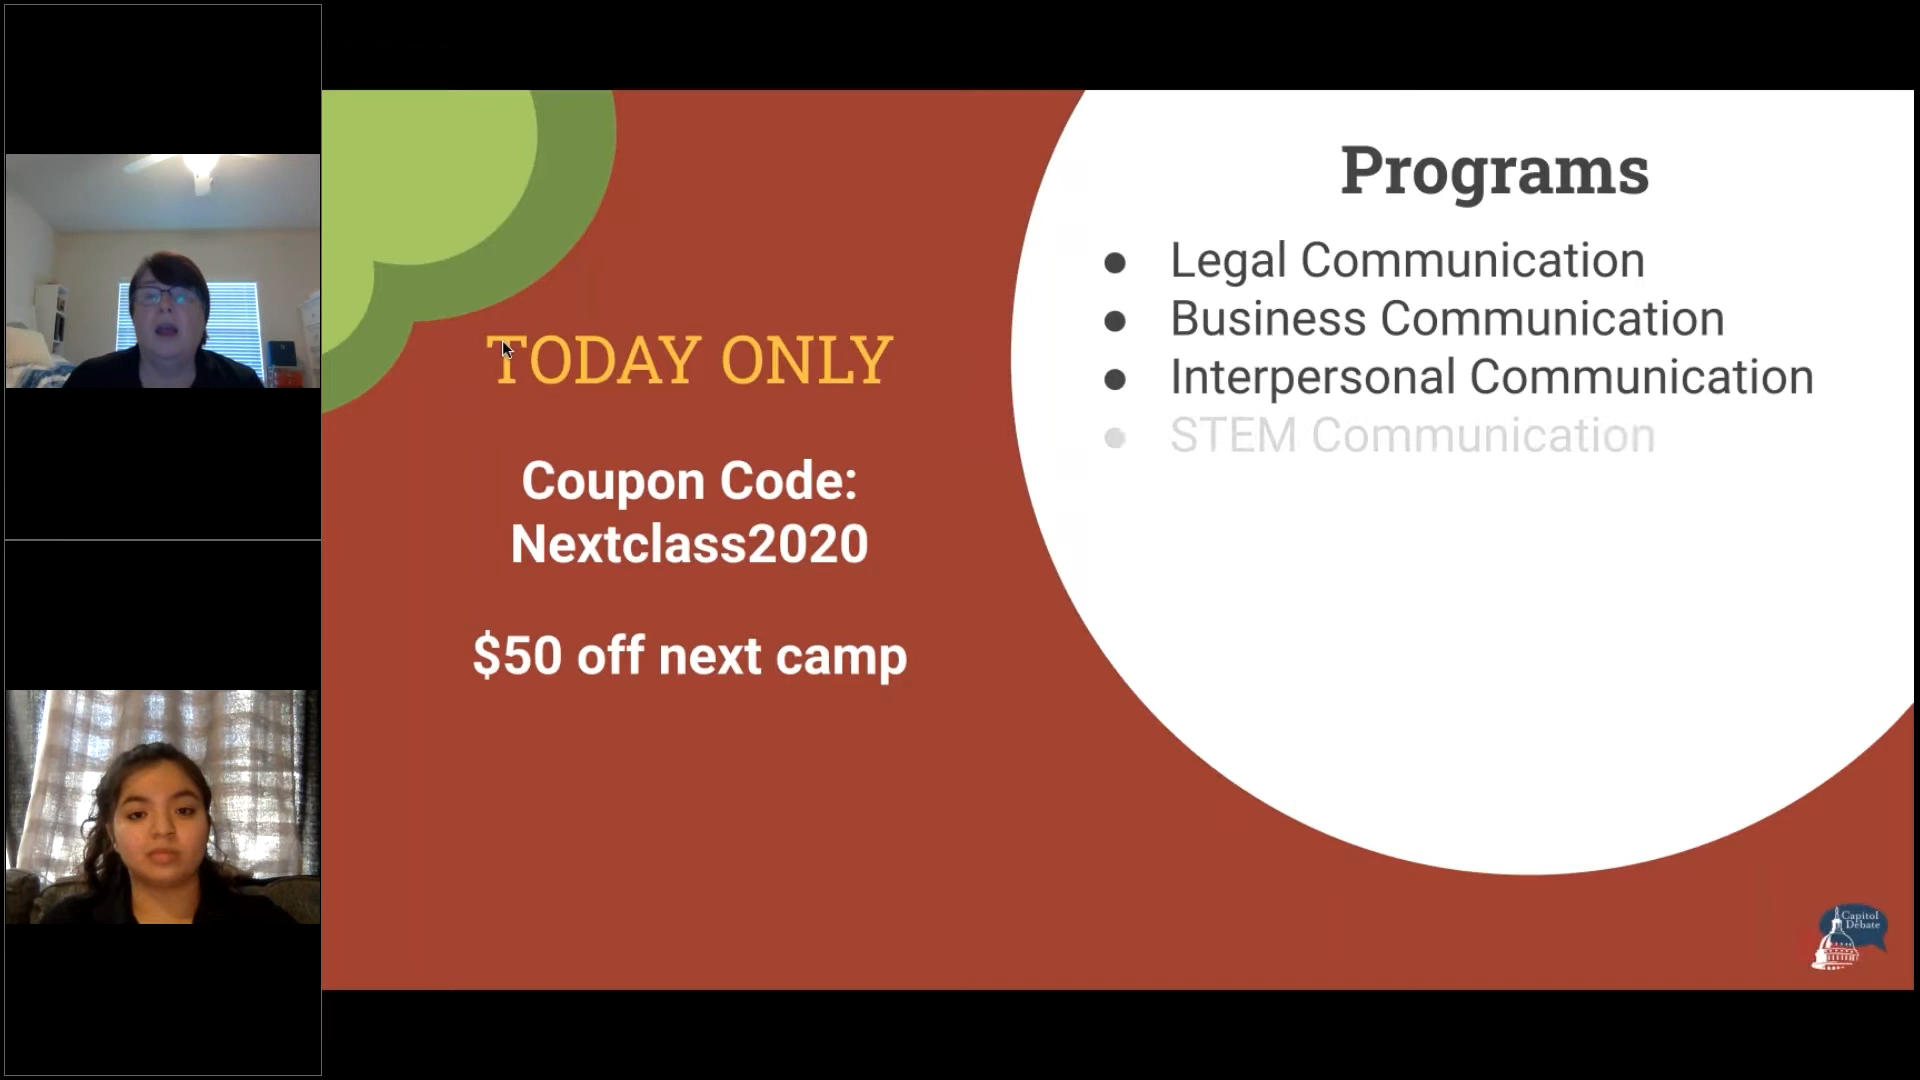 TODAY ONLY
Coupon Code:
Nextclass2020
$50 off next camp
Programs
● Legal Communication
● Business Communication
● Interpersonal Communication
● STEM Communication
Capitol
Debate